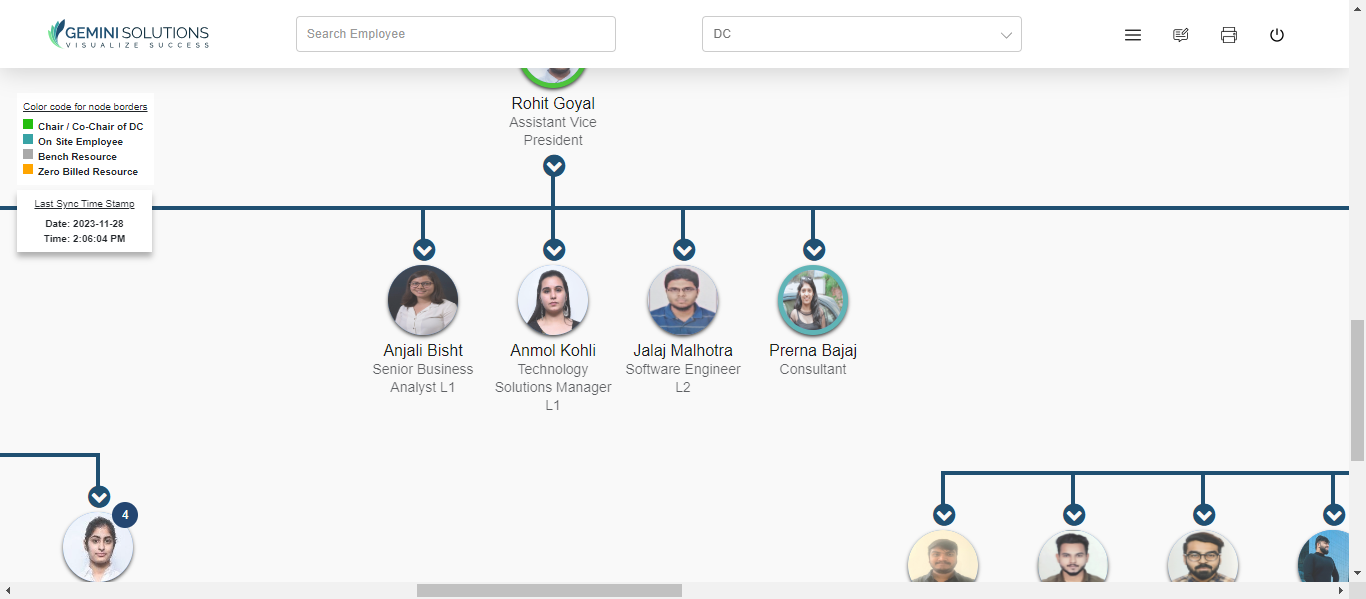 GEMINI SOLUTIONS
VISUALIZE SUCCESS
Search Employee
DC
Color code for node borders
Chair / Co-Chair of DC
On Site Employee
Bench Resource
Zero Billed Resource
Last Sync Time Stamp
Date: 2023-11-28
Time: 2:06:04 PM
Rohit Goyal
Assistant Vice
President
Anjali Bisht
Senior Business
Analyst L1
Anmol Kohli
Technology
Solutions Manager
L1
Jalaj Malhotra
Software Engineer
L2
Prerna Bajaj
Consultant
4